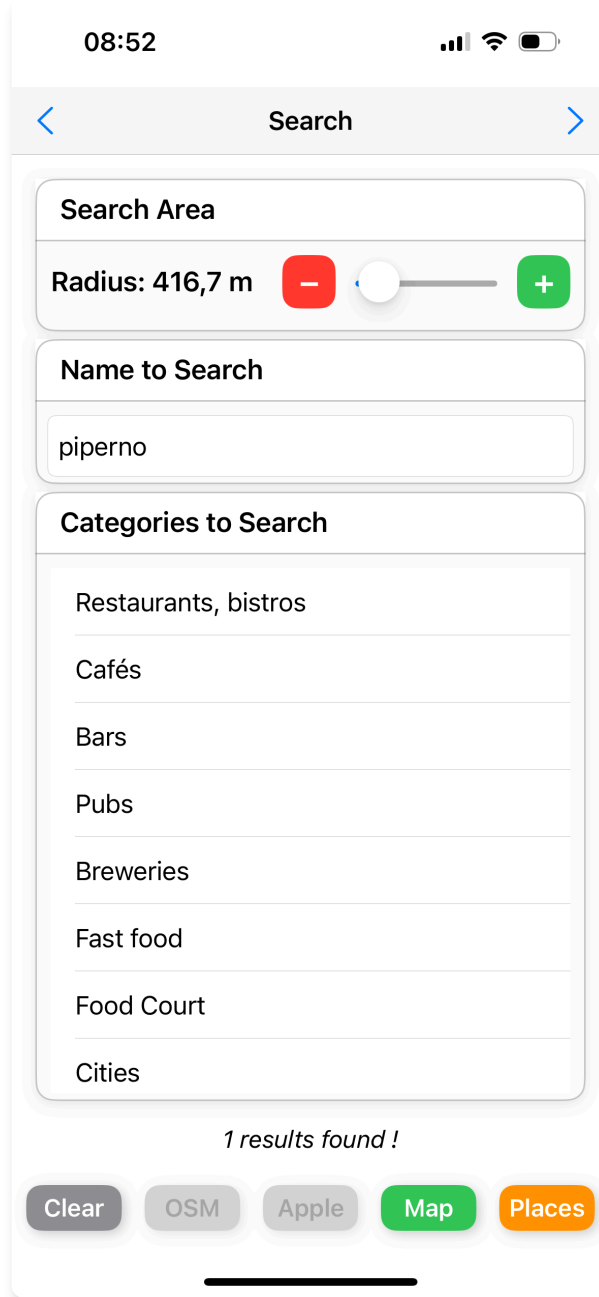 08:52
Search
Search Area
Radius: 416,7 m
Name to Search
piperno
Categories to Search
Restaurants, bistros
Cafés
Bars
Pubs
Breweries
Fast food
Food Court
Cities
1 results found !
Clear OSM Apple Map Places